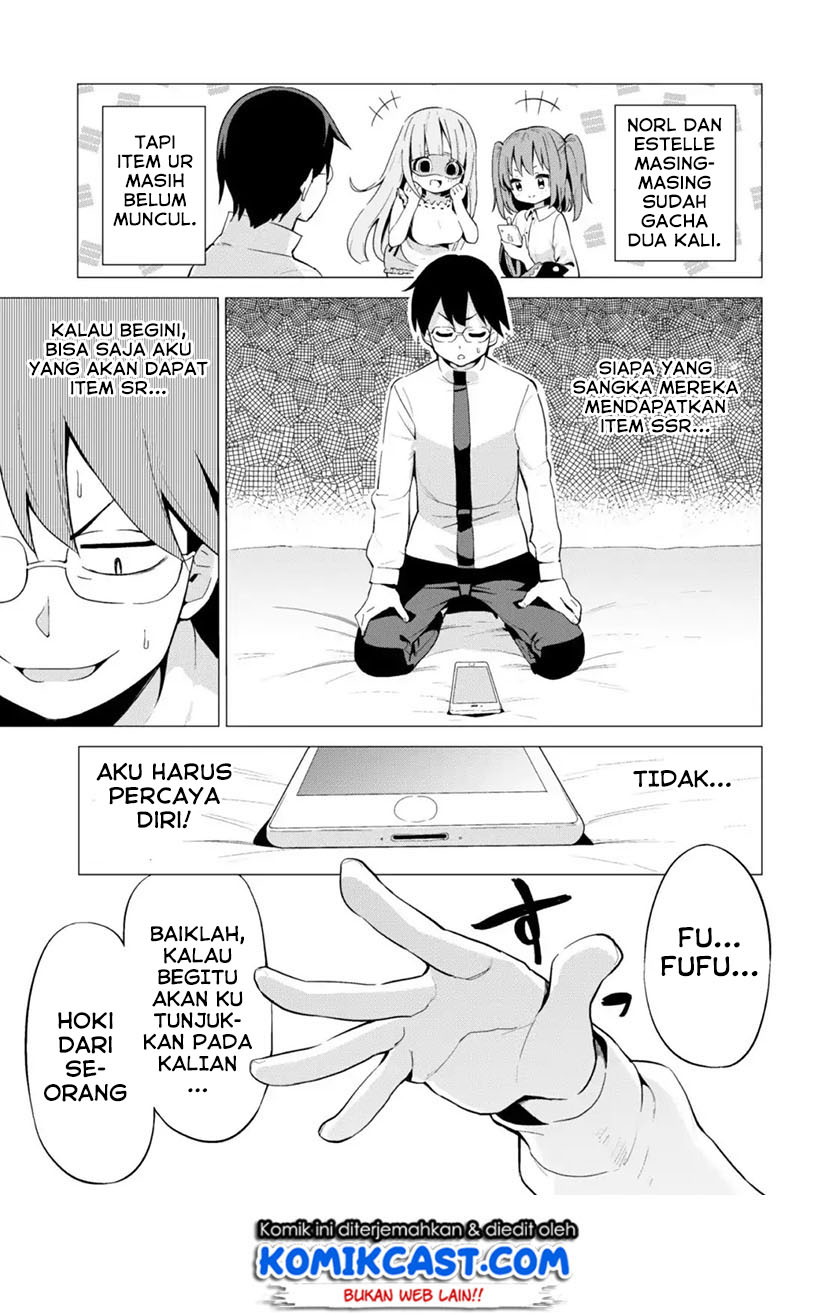 NORL DAN
ESTELLE
MASING-
MASING
SUDAH
GACHA
DUA KALI.
TAPI
ITEM UR
MASIH
BELUM
MUNCUL.
SIAPA YANG
SANGKA MEREKA
MENDAPATKAN
ITEM SSR...
KALAU BEGINI,
BISA SAJA AKU
YANG AKAN DAPAT
ITEM SR...
TIDAK...
AKU HARUS
PERCAYA
DIRI!
FU...
FUFU...
すっ
BAIKLAH,
KALAU
BEGITU
AKAN KU
TUNJUK-
KAN PADA
KALIAN
...
HOKI
DARI
SE-
ORANG
Komik ini diterjemahkan & diedit oleh
KOMIKCAST.COM
BUKAN WEB LAIN!!